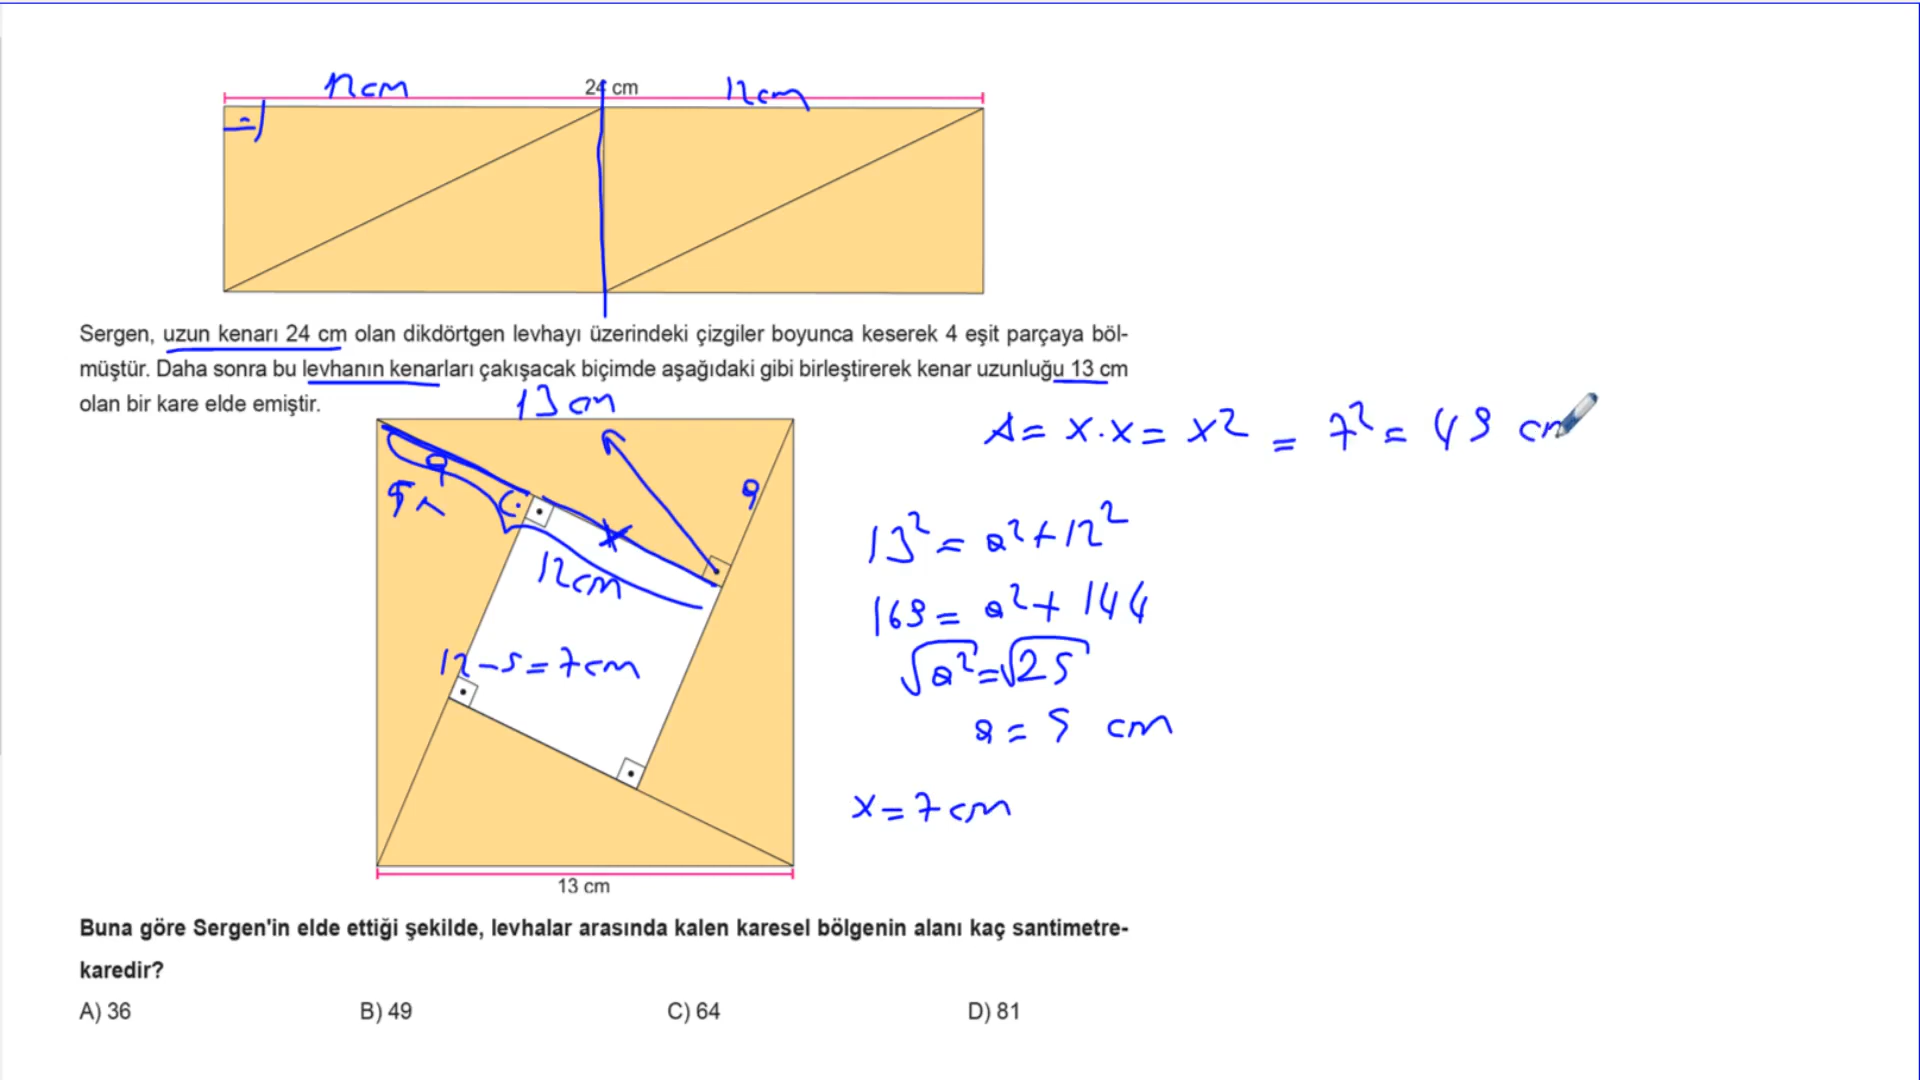 12cm 24 cm 12cm
Sergen, uzun kenarı 24 cm olan dikdörtgen levhayı üzerindeki çizgiler boyunca keserek 4 eşit parçaya böl-
müştür. Daha sonra bu levhanın kenarları çakışacak biçimde aşağıdaki gibi birleştirerek kenar uzunluğu 13 cm
olan bir kare elde emiştir.
13 cm
A = x.x = x² = 7² = 49 cm
a
a
x
12cm
13² = a² + 12²
169 = a² + 144
12-5=7cm
√a² = √25
a = 5 cm
x = 7 cm
13 cm
Buna göre Sergen'in elde ettiği şekilde, levhalar arasında kalen karesel bölgenin alanı kaç santimetre-
karedir?
A) 36 B) 49 C) 64 D) 81